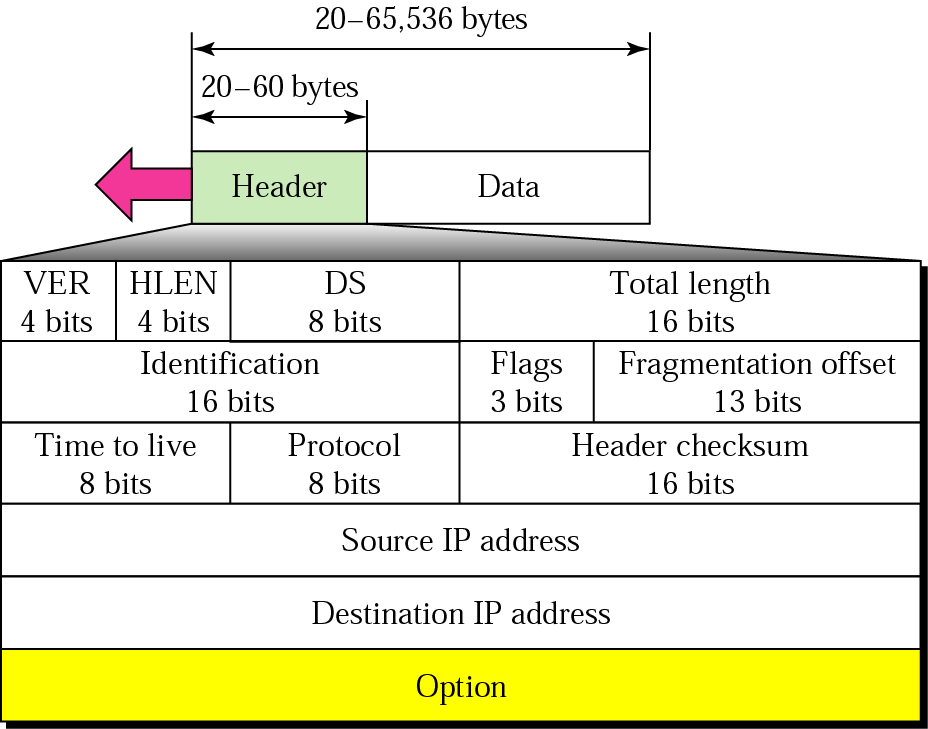 20–65,536 bytes
20–60 bytes
Header
Data
VER
4 bits
HLEN
4 bits
DS
8 bits
Total length
16 bits
Identification
16 bits
Flags
3 bits
Fragmentation offset
13 bits
Time to live
8 bits
Protocol
8 bits
Header checksum
16 bits
Source IP address
Destination IP address
Option